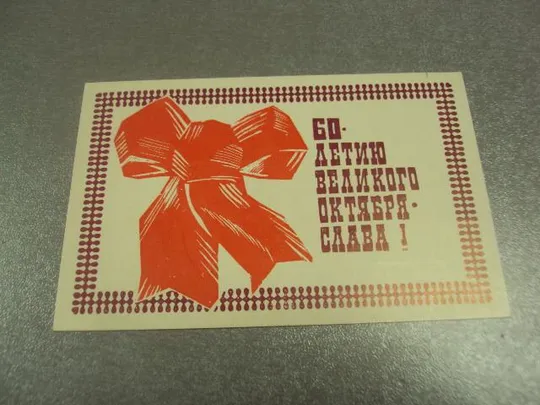 60-
ЛЕТИЮ
ВЕЛИКОГО
ОКТЯБРЯ-
СЛАВА !